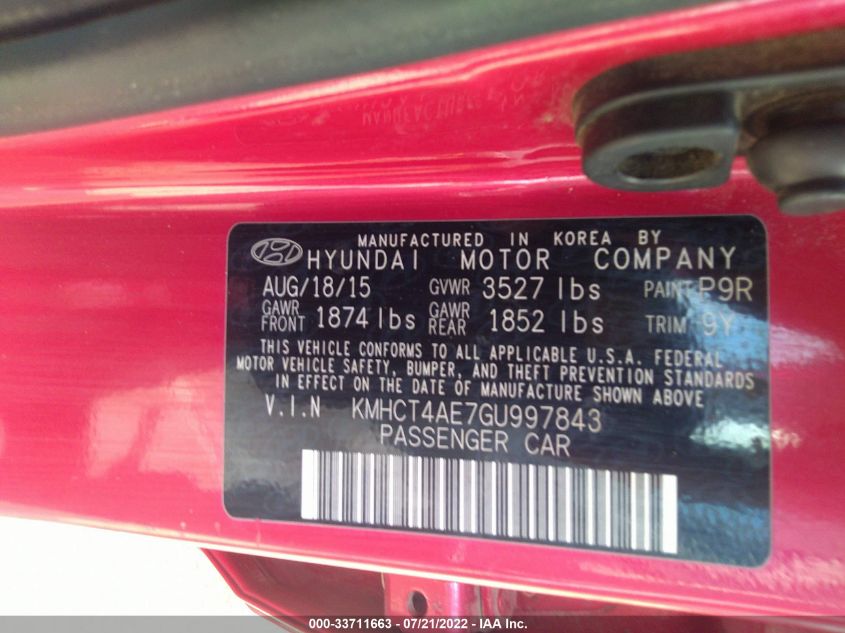 MANUFACTURED IN KOREA BY
HYUNDAI MOTOR COMPANY
AUG/18/15 GVWR 3527 lbs PAINT P9R
GAWR FRONT 1874 lbs GAWR REAR 1852 lbs TRIM 9Y
THIS VEHICLE CONFORMS TO ALL APPLICABLE U.S.A. FEDERAL
MOTOR VEHICLE SAFETY, BUMPER, AND THEFT PREVENTION STANDARDS
IN EFFECT ON THE DATE OF MANUFACTURE SHOWN ABOVE
V.I.N KMHCT4AE7GU997843
PASSENGER CAR
000-33711663 - 07/21/2022 - IAA Inc.